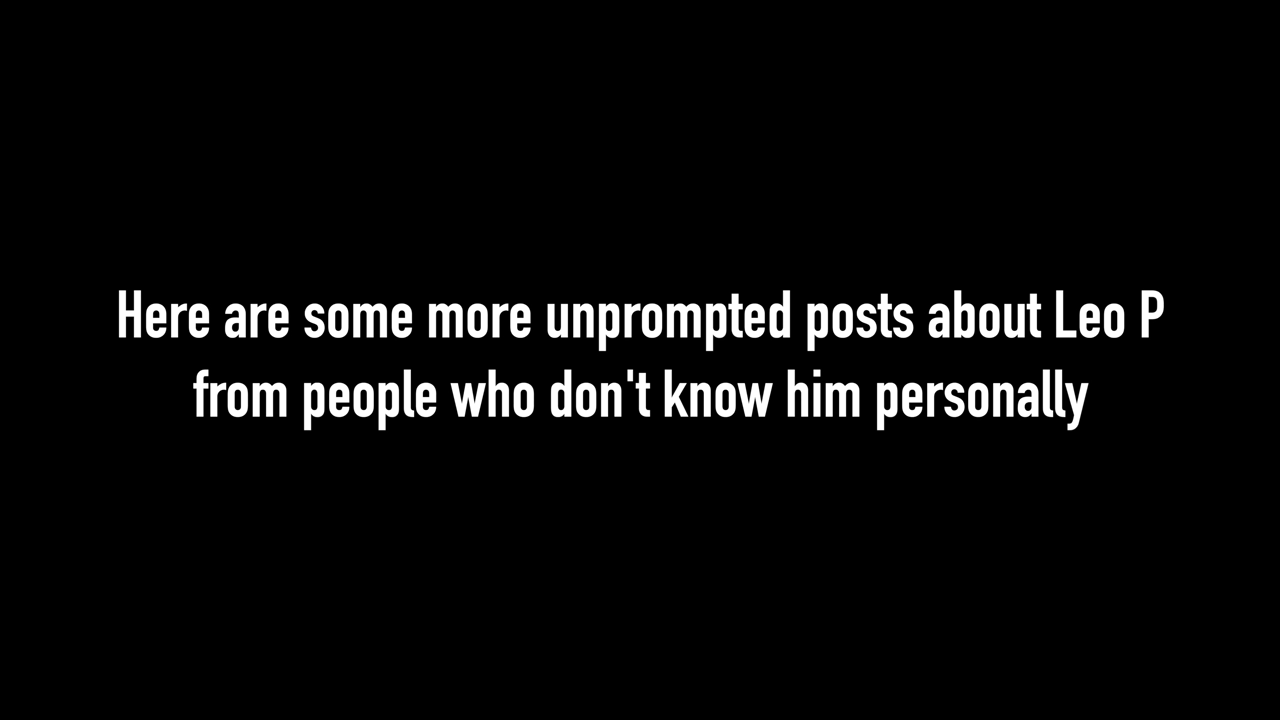 Here are some more unprompted posts about Leo P
from people who don't know him personally